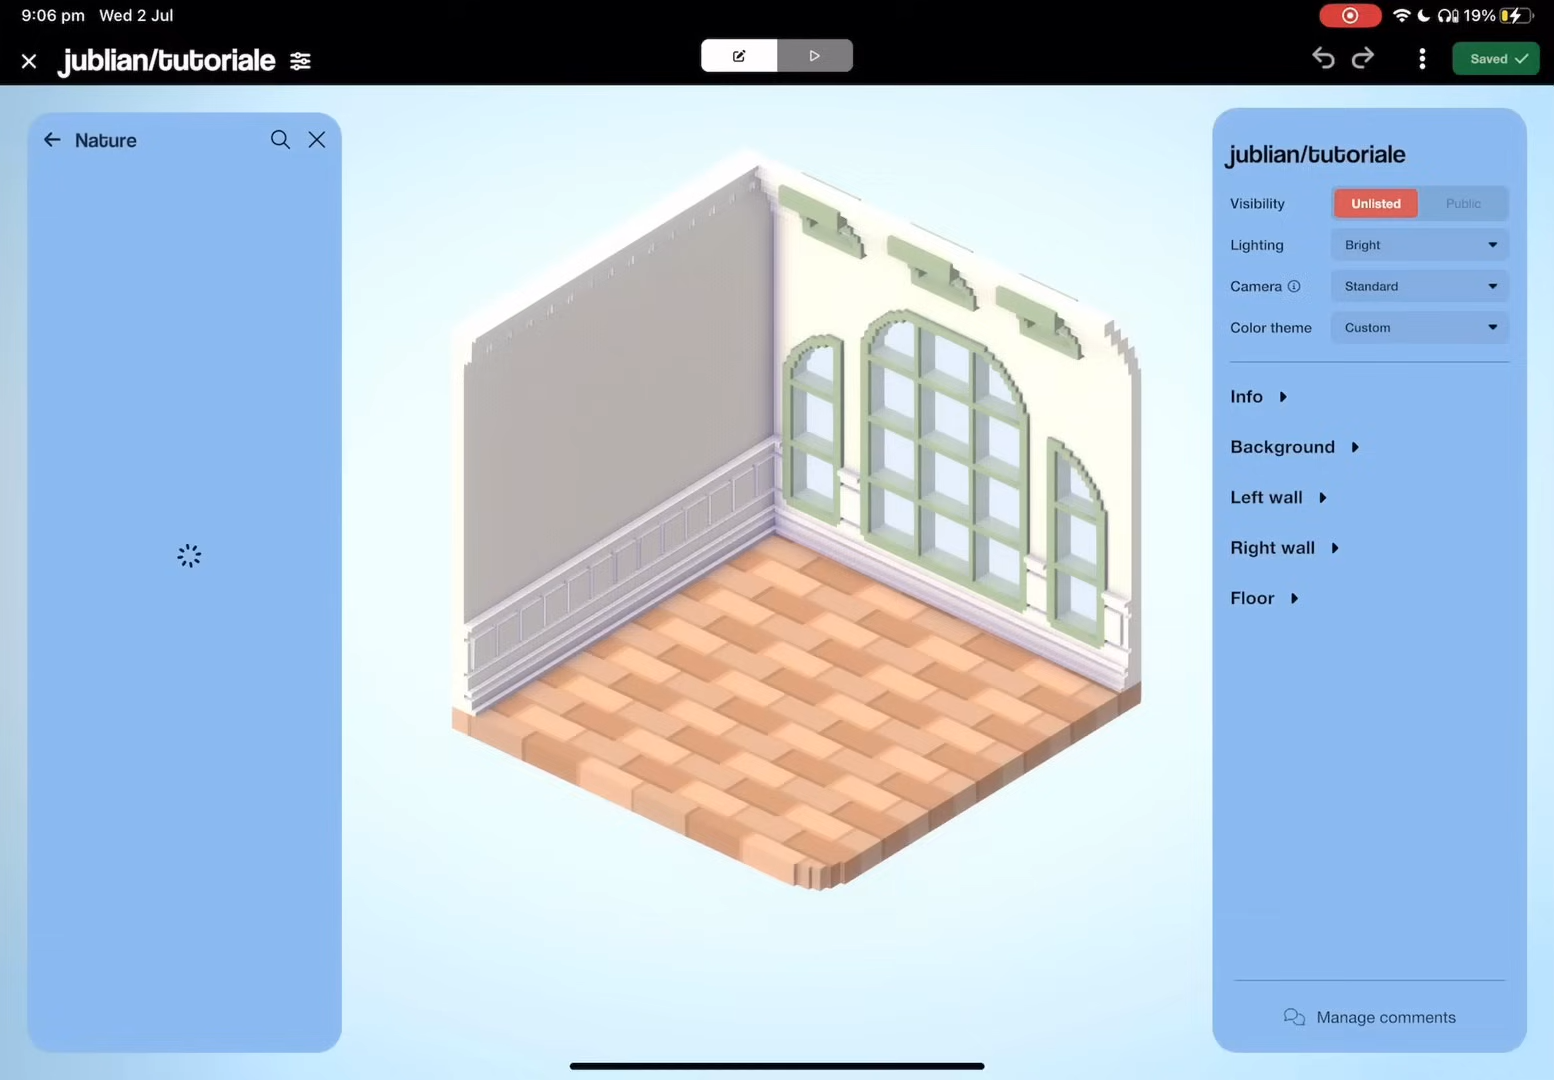 9:06 pm Wed 2 Jul
19%
jublian/tutoriale
Saved
Nature
jublian/tutoriale
Visibility Unlisted Public
Lighting Bright
Camera Standard
Color theme Custom
Info
Background
Left wall
Right wall
Floor
Manage comments